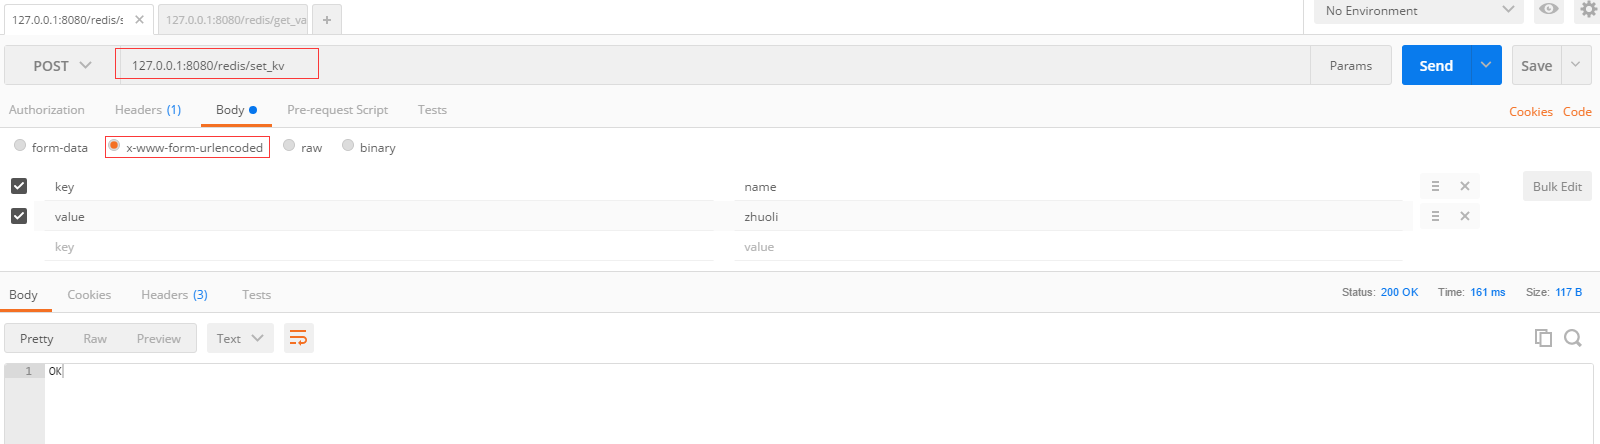 127.0.0.1:8080/redis/s 127.0.0.1:8080/redis/get_va No Environment
POST 127.0.0.1:8080/redis/set_kv Params Send Save
Authorization Headers (1) Body Pre-request Script Tests Cookies Code
form-data x-www-form-urlencoded raw binary
key name Bulk Edit
value zhuoli
key value
Body Cookies Headers (3) Tests Status: 200 OK Time: 161 ms Size: 117 B
Pretty Raw Preview Text
1 OK